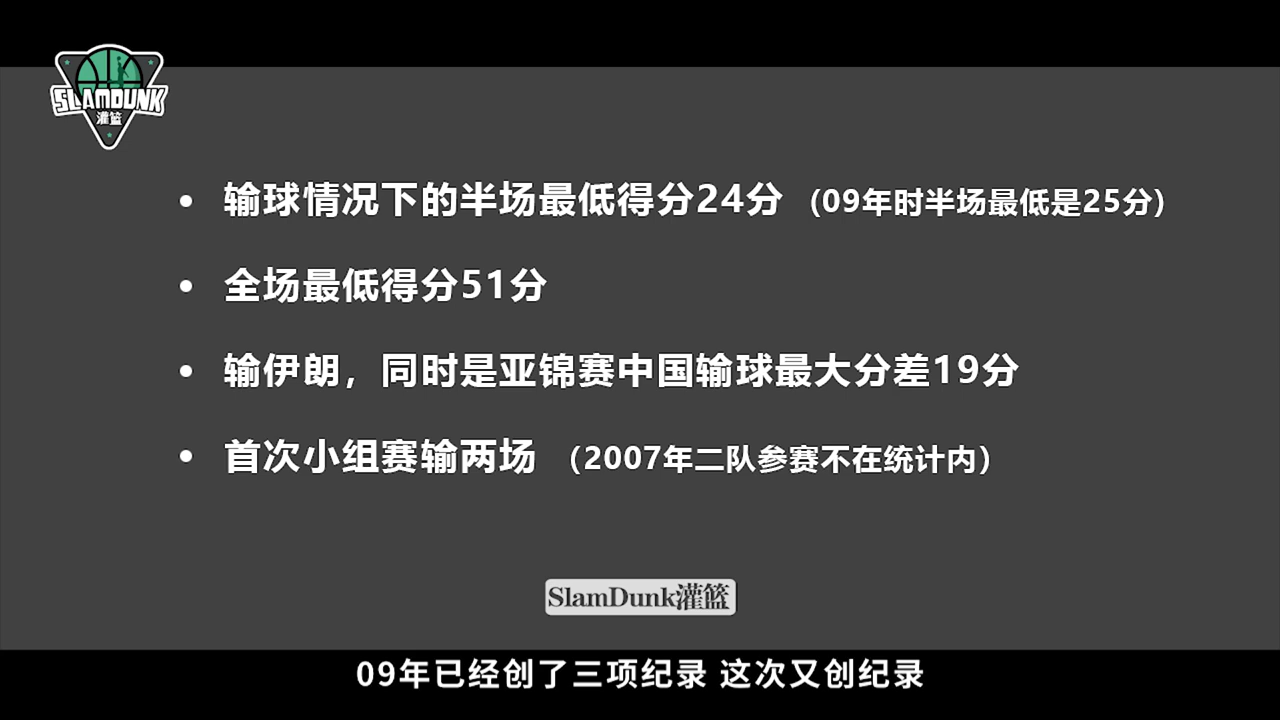 SLAMDUNK
灌篮
输球情况下的半场最低得分24分 (09年时半场最低是25分)
全场最低得分51分
输伊朗，同时是亚锦赛中国输球最大分差19分
首次小组赛输两场 （2007年二队参赛不在统计内）
SlamDunk灌篮
09年已经创了三项纪录 这次又创纪录